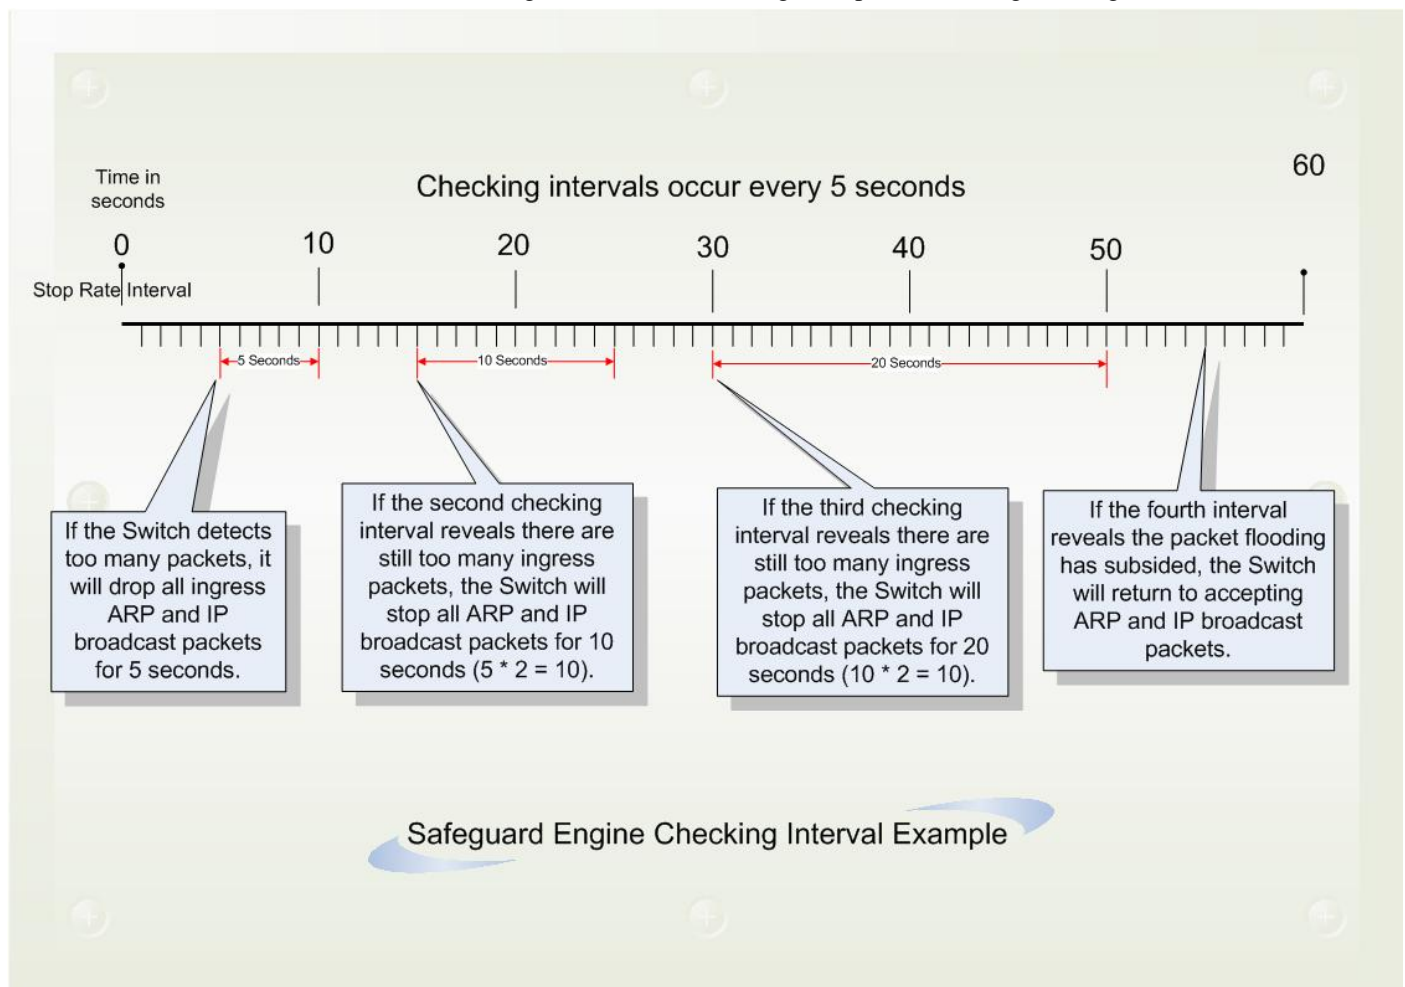 Time in
seconds
Checking intervals occur every 5 seconds
60
0
10
20
30
40
50
Stop Rate Interval
5 Seconds
10 Seconds
20 Seconds
If the Switch detects
too many packets, it
will drop all ingress
ARP and IP
broadcast packets
for 5 seconds.
If the second checking
interval reveals there are
still too many ingress
packets, the Switch will
stop all ARP and IP
broadcast packets for 10
seconds (5 * 2 = 10).
If the third checking
interval reveals there are
still too many ingress
packets, the Switch will
stop all ARP and IP
broadcast packets for 20
seconds (10 * 2 = 10).
If the fourth interval
reveals the packet flooding
has subsided, the Switch
will return to accepting
ARP and IP broadcast
packets.
Safeguard Engine Checking Interval Example